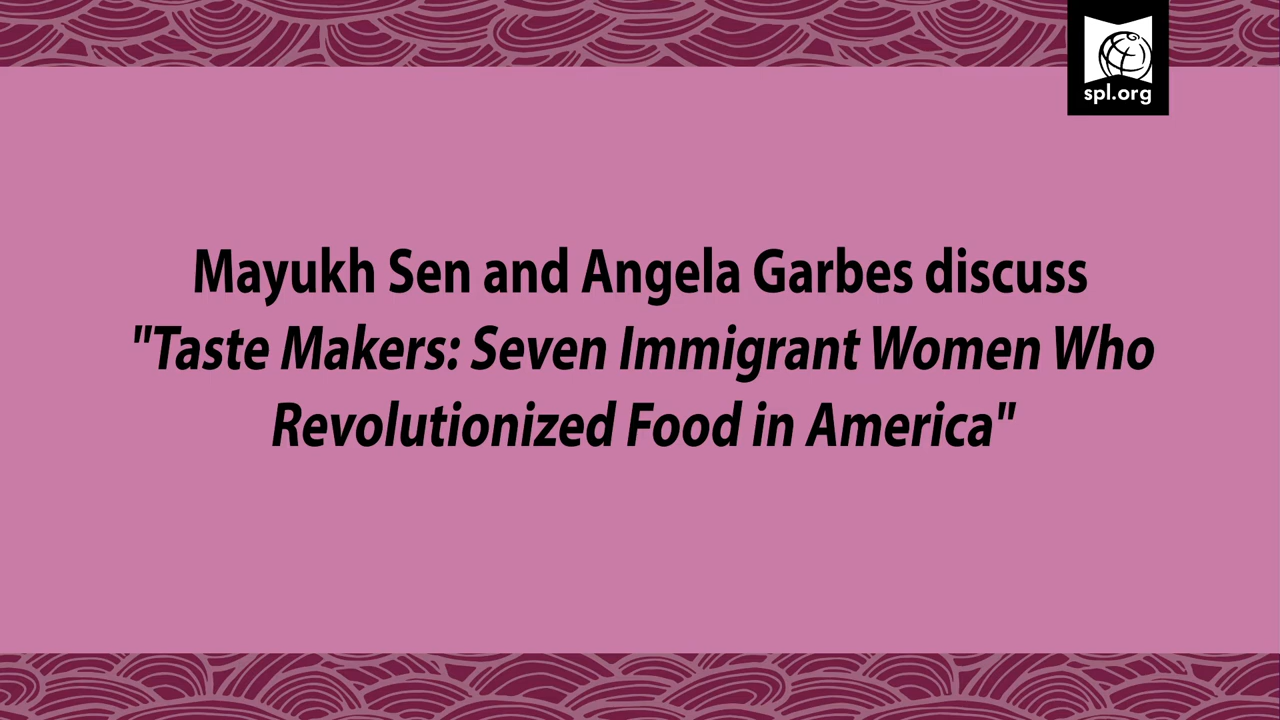 spl.org
Mayukh Sen and Angela Garbes discuss
"Taste Makers: Seven Immigrant Women Who
Revolutionized Food in America"